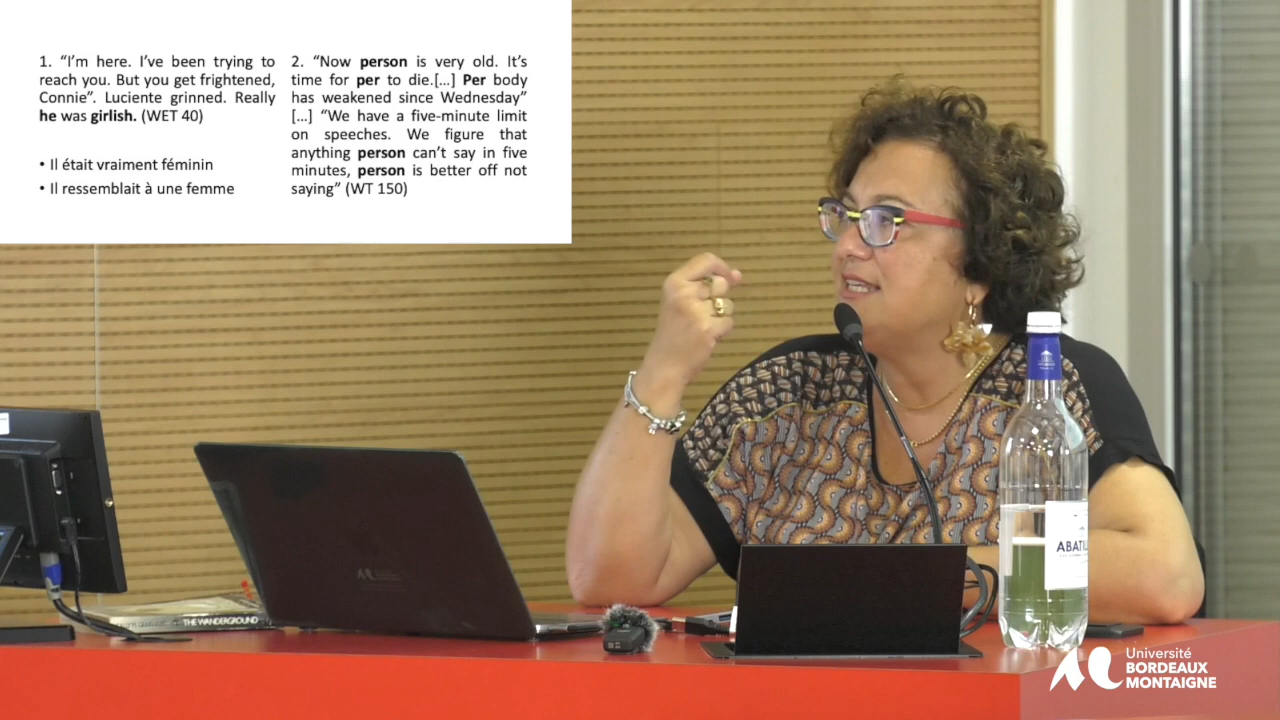 1. “I’m here. I’ve been trying to
reach you. But you get frightened,
Connie”. Luciente grinned. Really
he was girlish. (WET 40)
• Il était vraiment féminin
• Il ressemblait à une femme
2. “Now person is very old. It’s
time for per to die.[…] Per body
has weakened since Wednesday”
[…] “We have a five-minute limit
on speeches. We figure that
anything person can’t say in five
minutes, person is better off not
saying” (WT 150)
THE WANDERGROUND
Université
BORDEAUX
MONTAIGNE